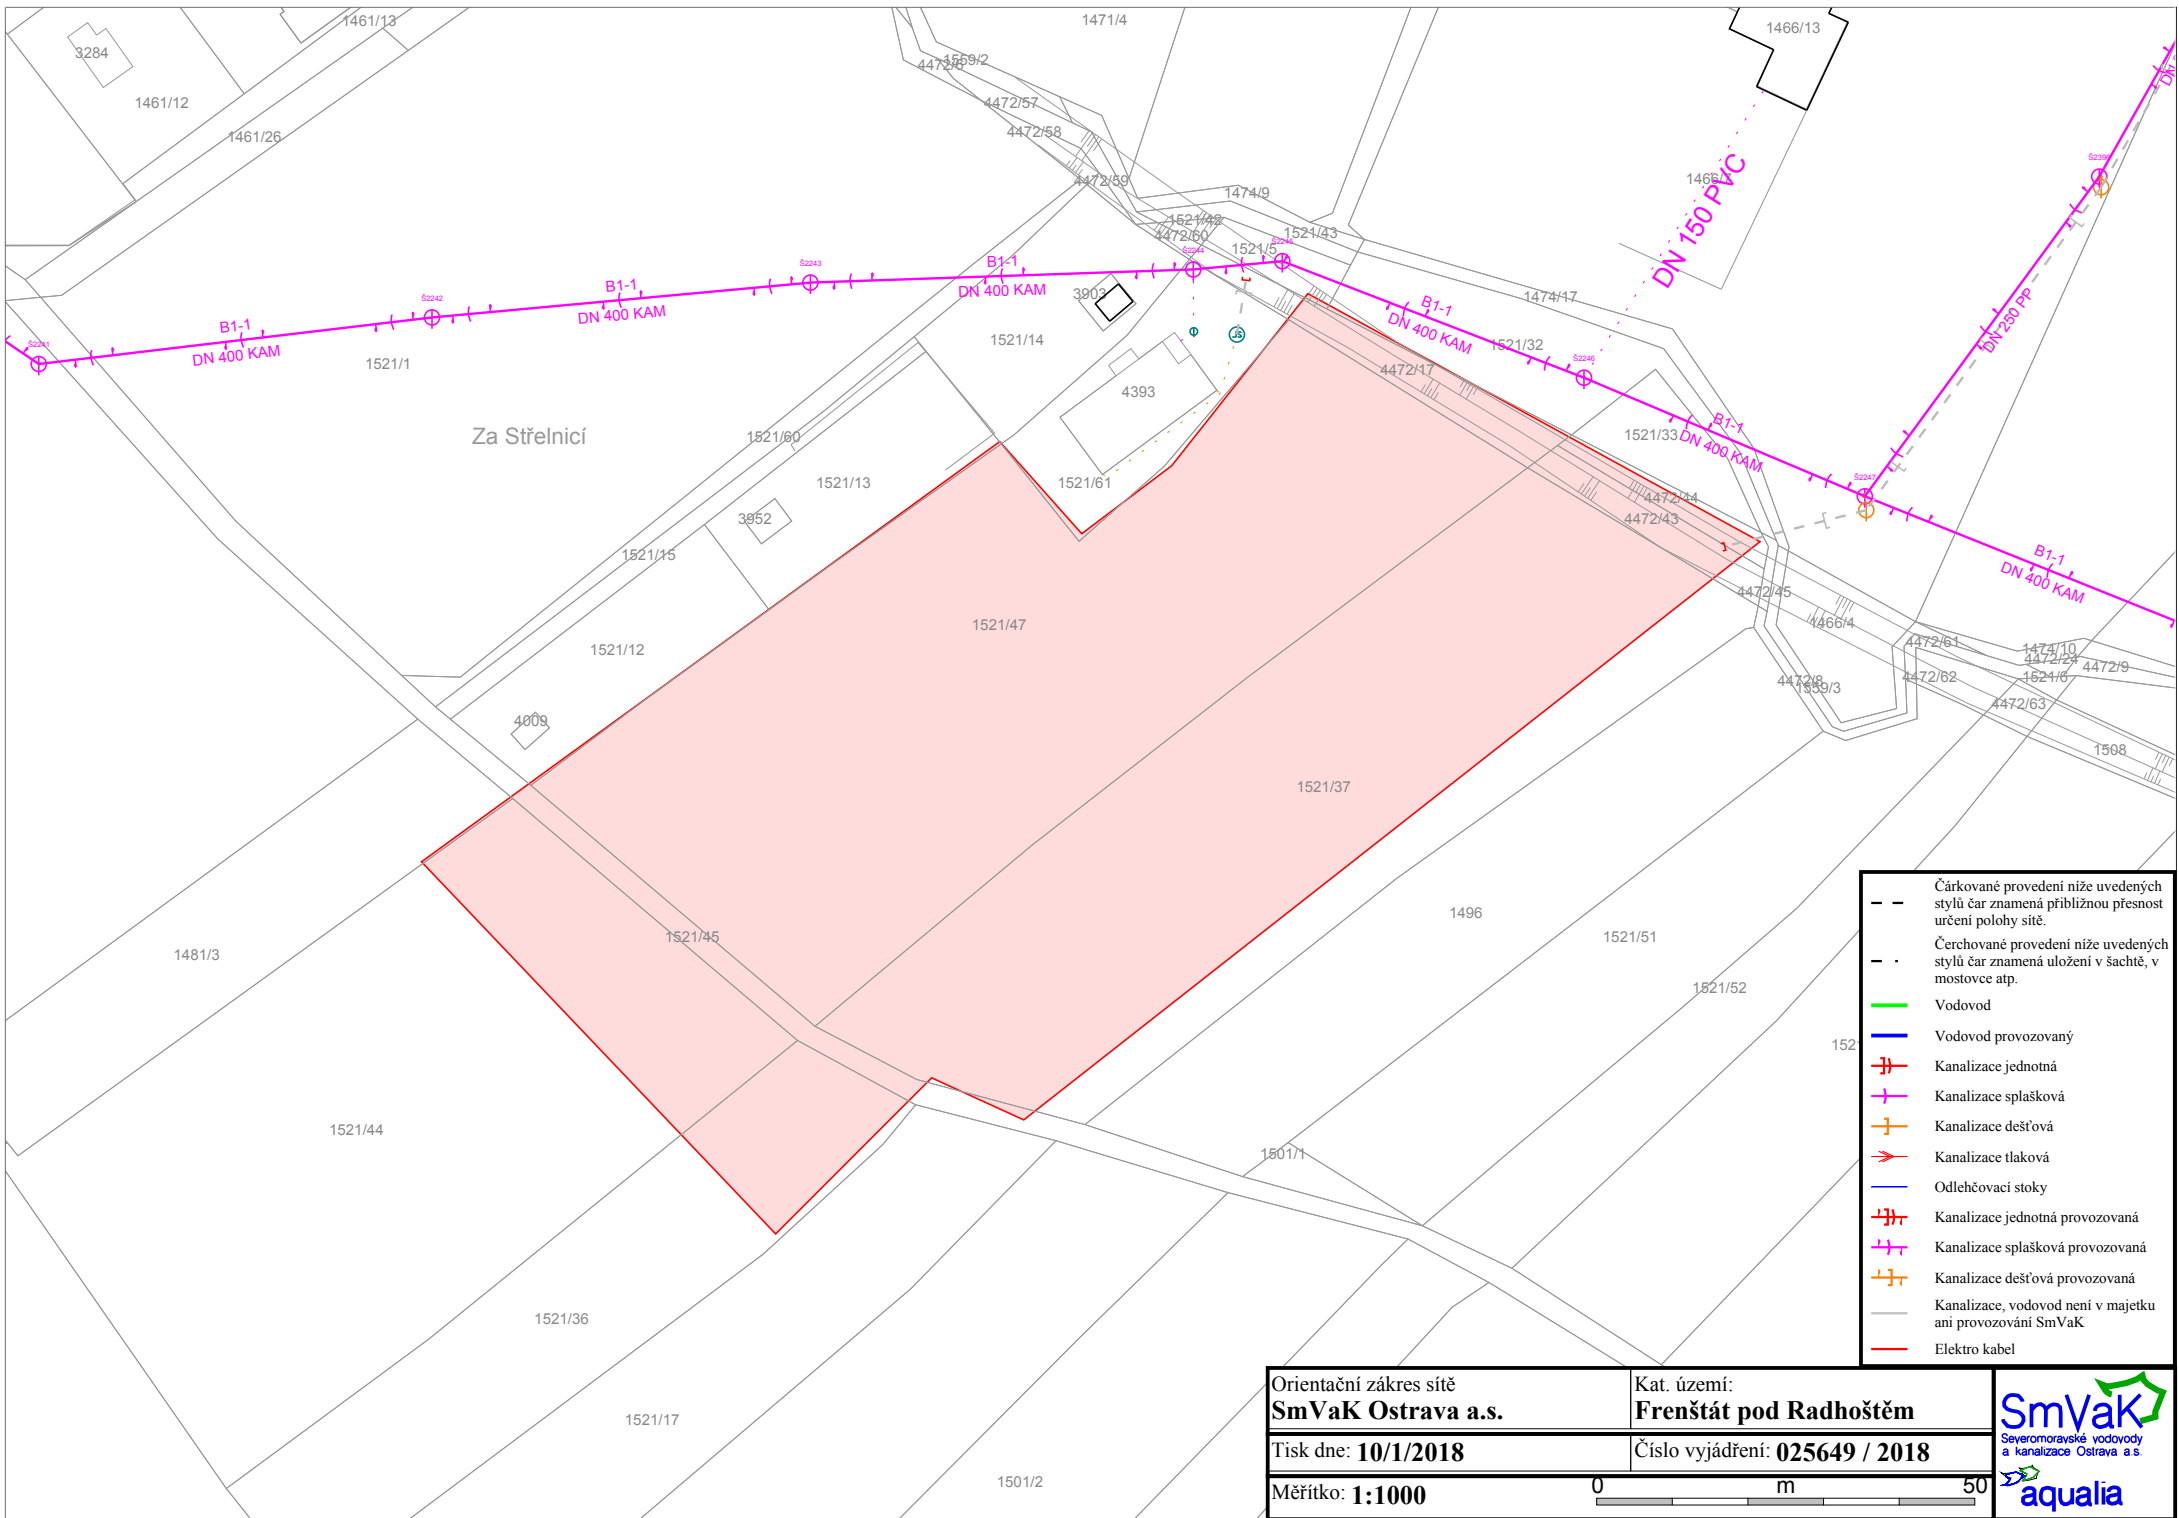 1461/13
1471/4
1466/13
3284
1559/2
4472/6
1461/12
4472/57
1461/26
4472/58
Š2396
4472/59
1466/7
DN 150 PVC
1474/9
1521/42
4472/60
1521/43
1521/5
Š2244
Š2245
Š2243
B1-1
DN 400 KAM
B1-1
DN 400 KAM
Š2242
3903
1474/17
B1-1
DN 400 KAM
B1-1
DN 400 KAM
DN 250 PP
Š2241
1521/1
1521/14
1521/32
Š2246
4472/17
4393
Za Střelnicí
1521/60
1521/33
B1-1
DN 400 KAM
1521/13
1521/61
Š2247
4472/44
4472/43
3952
1521/15
B1-1
DN 400 KAM
4472/45
1466/4
1521/47
1521/12
4472/61
1474/10
4472/24
4472/9
4472/62
1521/6
4472/8
1559/3
4472/63
4009
1508
1521/37
1496
1521/45
1521/51
1481/3
1521/52
1521/44
1501/1
1521/36
1521/17
1501/2
JŠ
Čárkované provedení níže uvedených
stylů čar znamená přibližnou přesnost
určení polohy sítě.
Čerchované provedení níže uvedených
stylů čar znamená uložení v šachtě, v
mostovce atp.
Vodovod
Vodovod provozovaný
Kanalizace jednotná
Kanalizace splašková
Kanalizace dešťová
Kanalizace tlaková
Odlehčovací stoky
Kanalizace jednotná provozovaná
Kanalizace splašková provozovaná
Kanalizace dešťová provozovaná
Kanalizace, vodovod není v majetku
ani provozování SmVaK
Elektro kabel
Orientační zákres sítě
SmVaK Ostrava a.s.
Kat. území:
Frenštát pod Radhoštěm
Tisk dne: 10/1/2018
Číslo vyjádření: 025649 / 2018
Měřítko: 1:1000
0 m 50
SmVaK
Severomoravské vodovody
a kanalizace Ostrava a.s.
aqualia